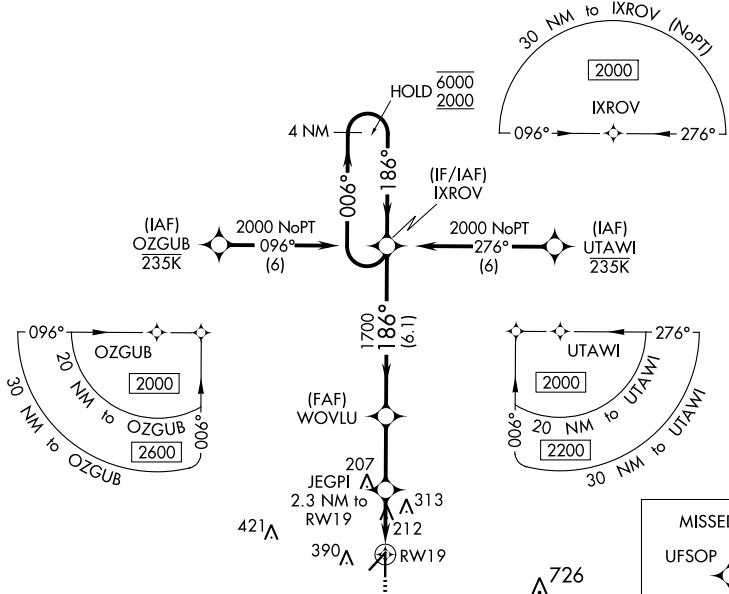 30 NM to IXROV (NoPT)
2000
IXROV
096°
276°
HOLD
6000
2000
4 NM
006°
186°
(IF/IAF)
IXROV
(IAF)
OZGUB
235K
2000 NoPT
096°
(6)
2000 NoPT
276°
(6)
(IAF)
UTAWI
235K
1700
186°
(6.1)
096°
OZGUB
2000
20 NM to OZGUB
2600
30 NM to OZGUB
006°
276°
UTAWI
2000
20 NM to UTAWI
2200
30 NM to UTAWI
006°
(FAF)
WOVLU
207
JEGPI
2.3 NM to
RW19
313
212
421
390
RW19
726
MISSED
UFSOP